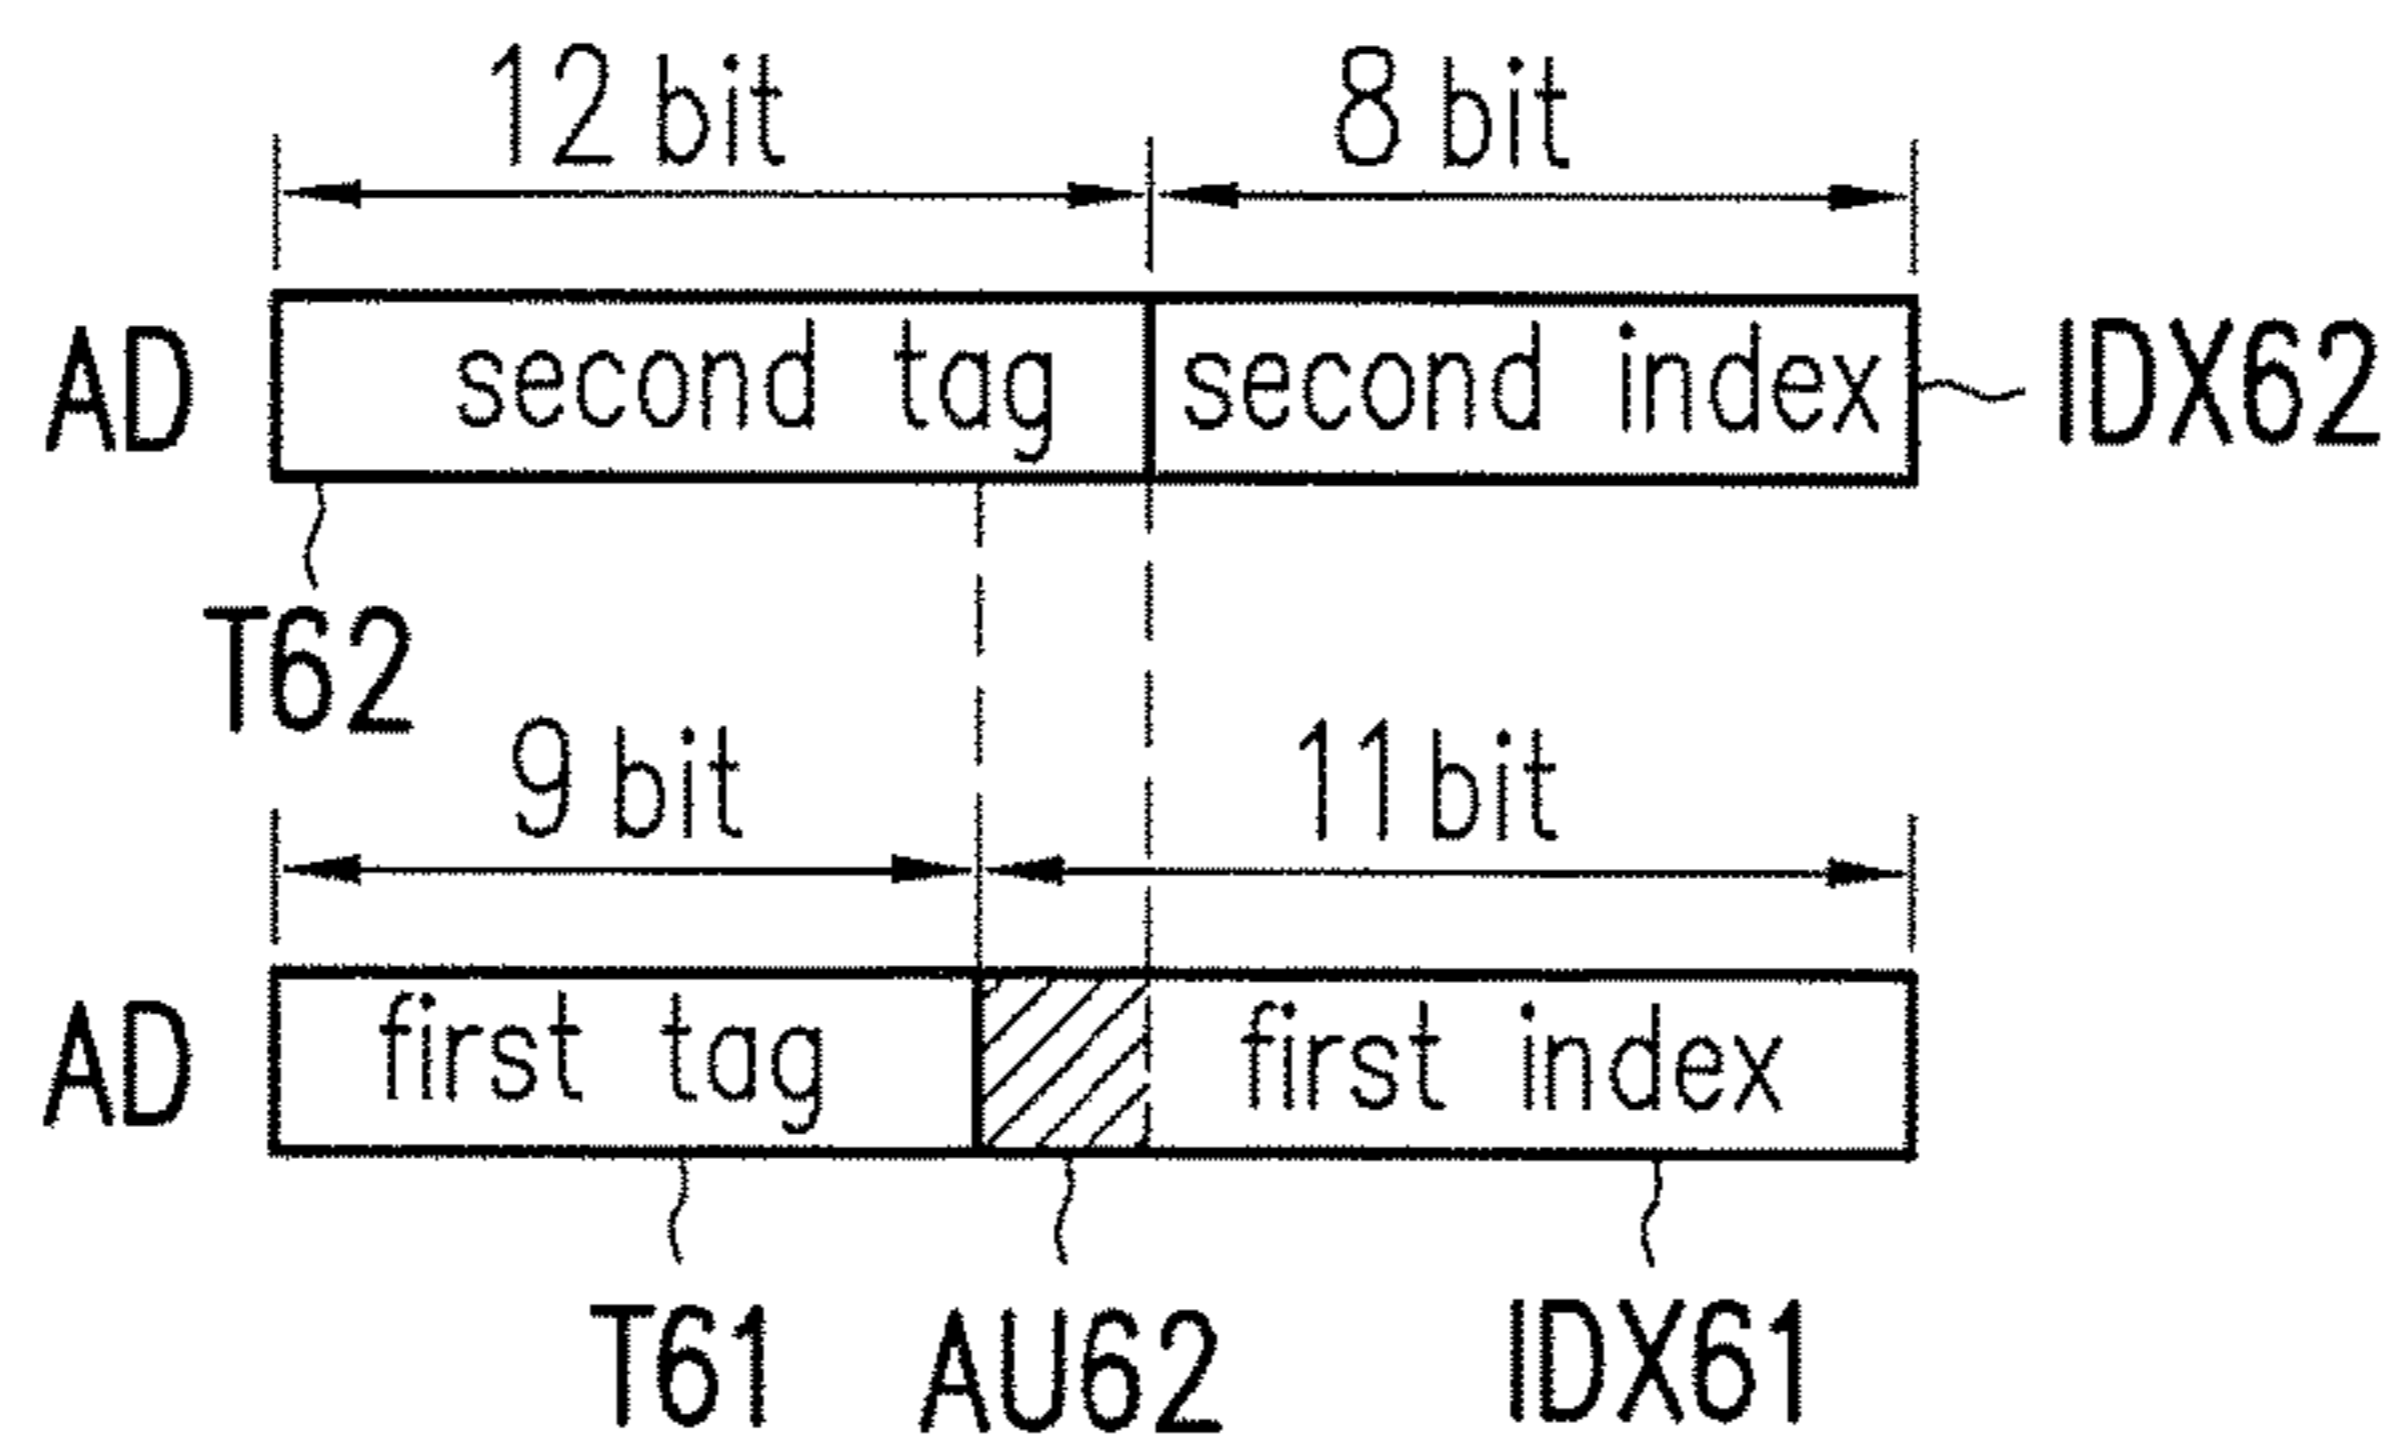 12 bit 8 bit
AD second tag second index IDX62
T62
9 bit 11 bit
AD first tag first index
T61 AU62 IDX61